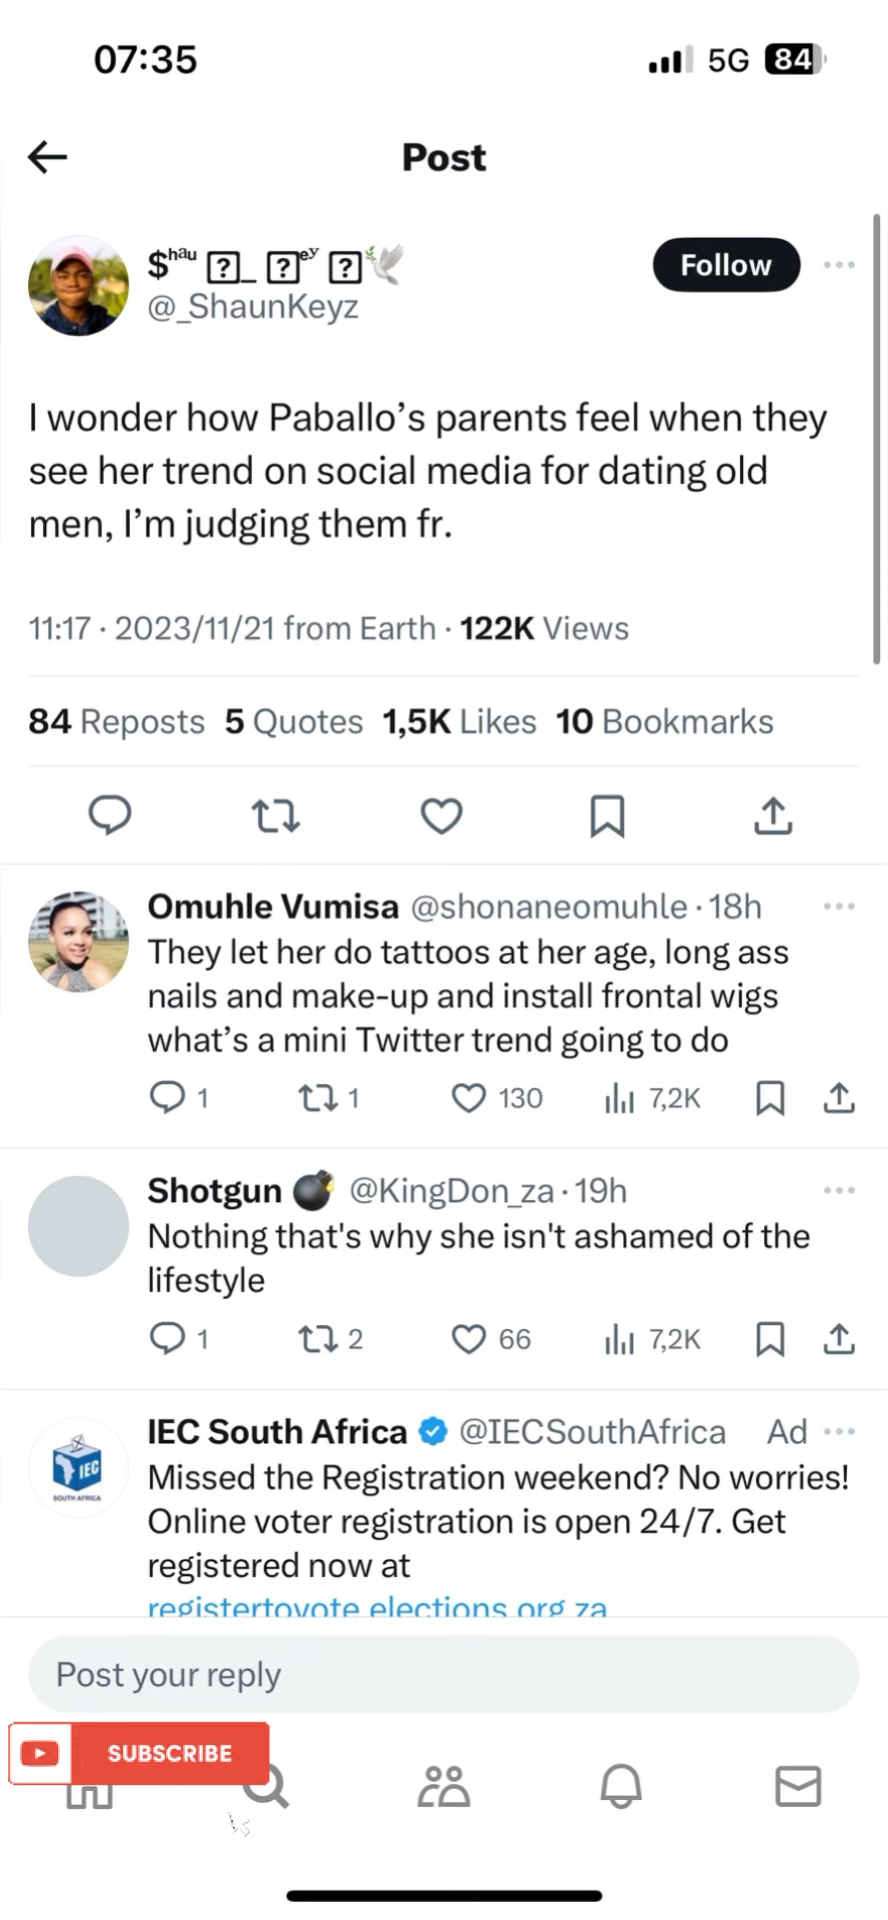 07:35
5G 84
Post
$ʰᵃ̈ᵘ _ ᵉʸ
Follow
@_ShaunKeyz
I wonder how Paballo’s parents feel when they
see her trend on social media for dating old
men, I’m judging them fr.
11:17 · 2023/11/21 from Earth · 122K Views
84 Reposts 5 Quotes 1,5K Likes 10 Bookmarks
Omuhle Vumisa @shonaneomuhle · 18h
They let her do tattoos at her age, long ass
nails and make-up and install frontal wigs
what’s a mini Twitter trend going to do
1 1 130 7,2K
Shotgun 💣 @KingDon_za · 19h
Nothing that's why she isn't ashamed of the
lifestyle
1 2 66 7,2K
IEC South Africa @IECSouthAfrica Ad
IEC
SOUTH AFRICA
Missed the Registration weekend? No worries!
Online voter registration is open 24/7. Get
registered now at
registertovote.elections.org.za
Post your reply
SUBSCRIBE